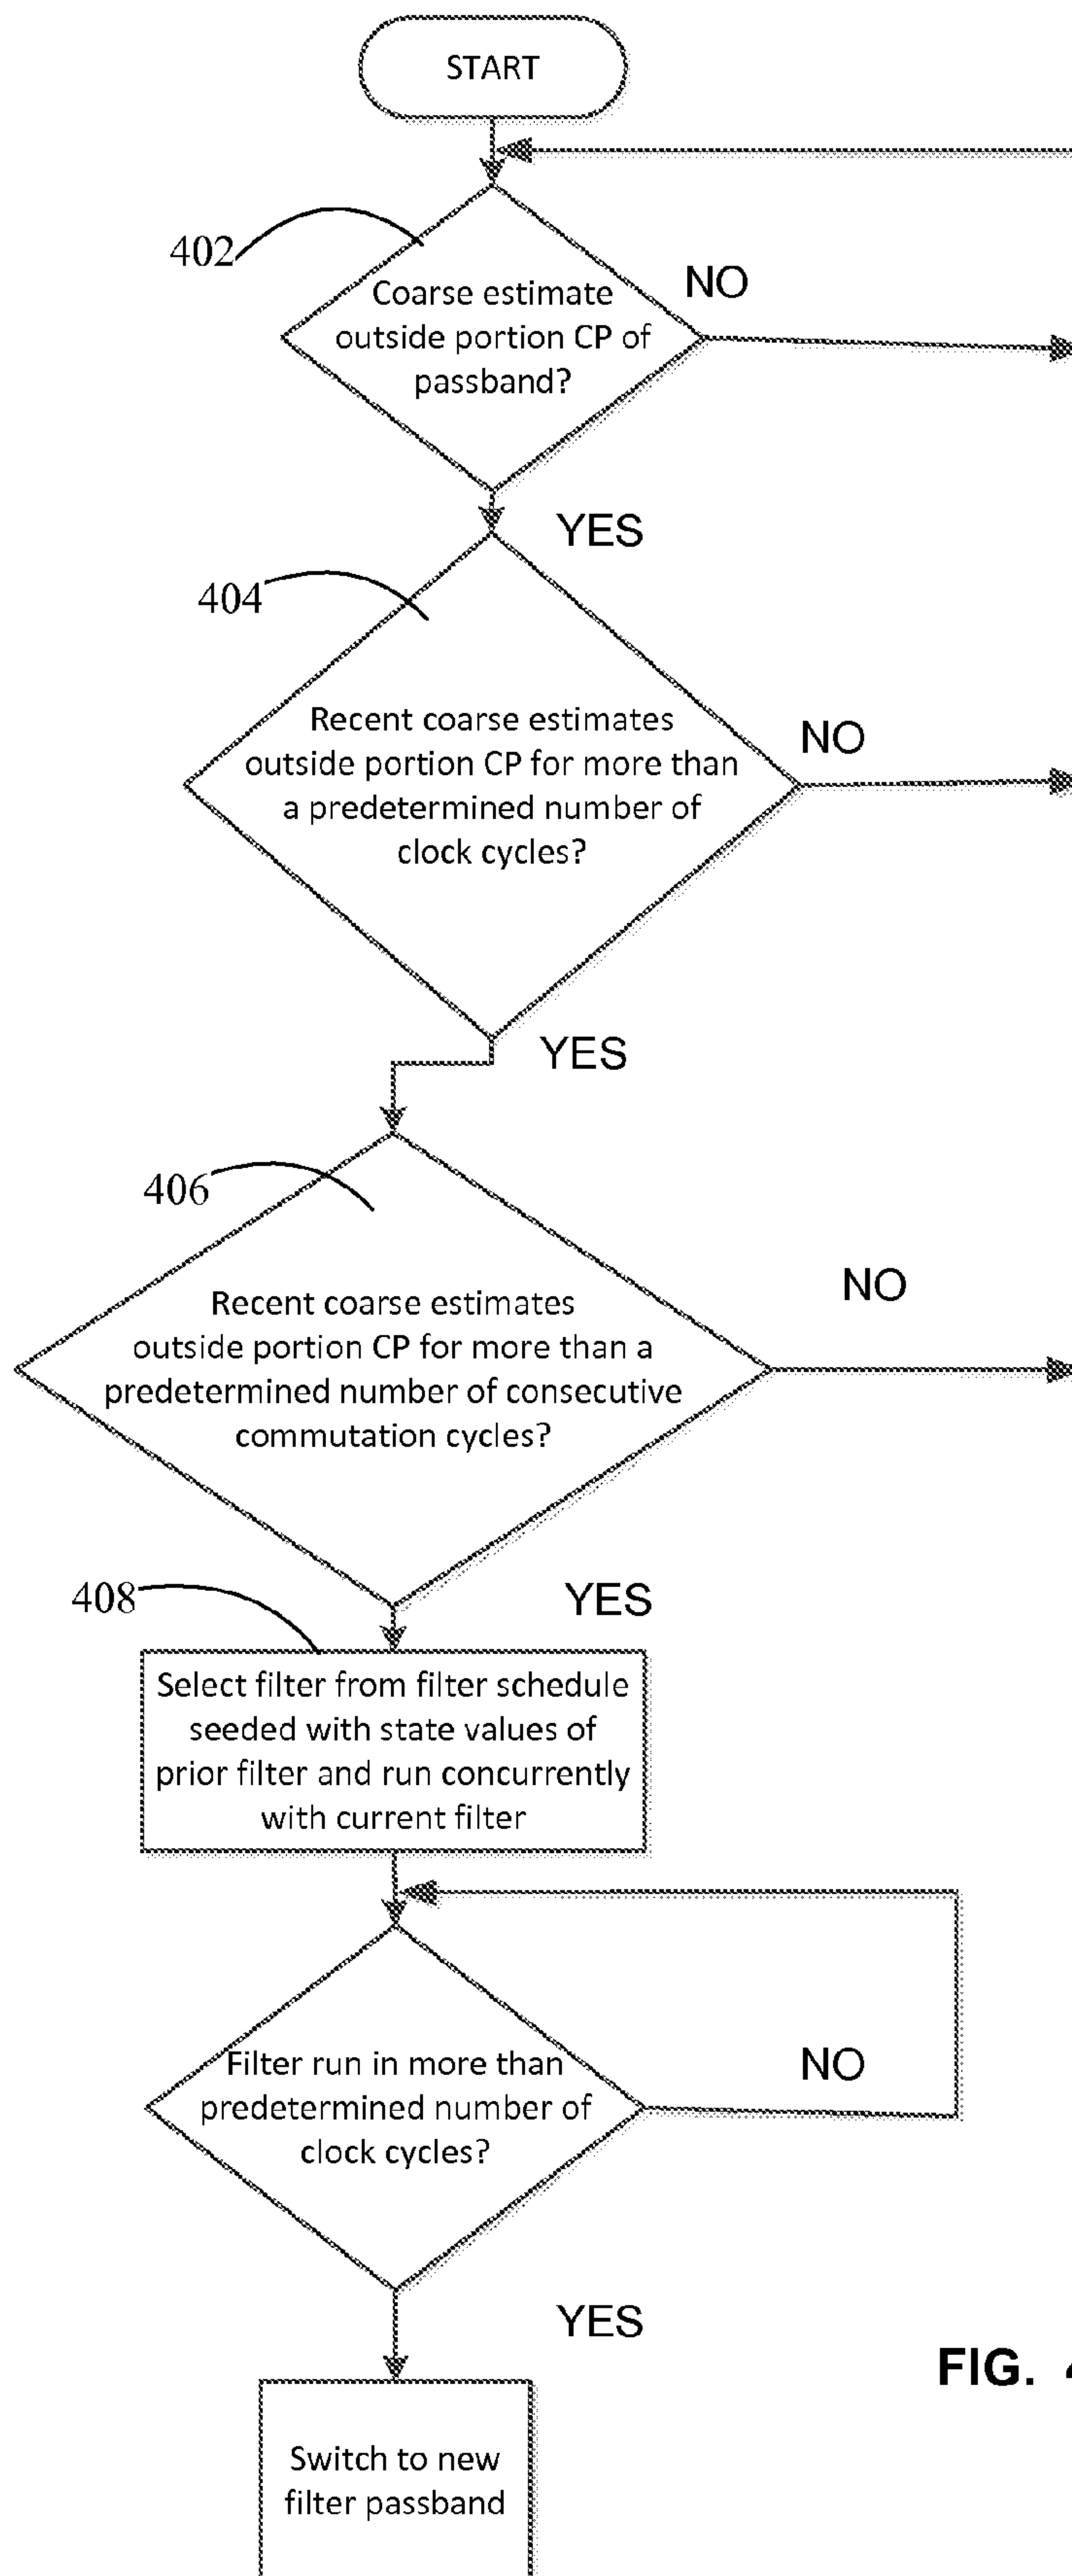 START
402
Coarse estimate
outside portion CP of
passband?
NO
YES
404
Recent coarse estimates
outside portion CP for more than
a predetermined number of
clock cycles?
NO
YES
406
Recent coarse estimates
outside portion CP for more than a
predetermined number of consecutive
commutation cycles?
NO
YES
408
Select filter from filter schedule
seeded with state values of
prior filter and run concurrently
with current filter
Filter run in more than
predetermined number of
clock cycles?
NO
YES
FIG. 4
Switch to new
filter passband